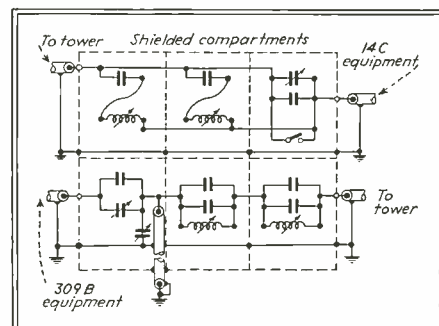 To tower
Shielded compartments
14C
equipment
To
tower
309 B
equipment